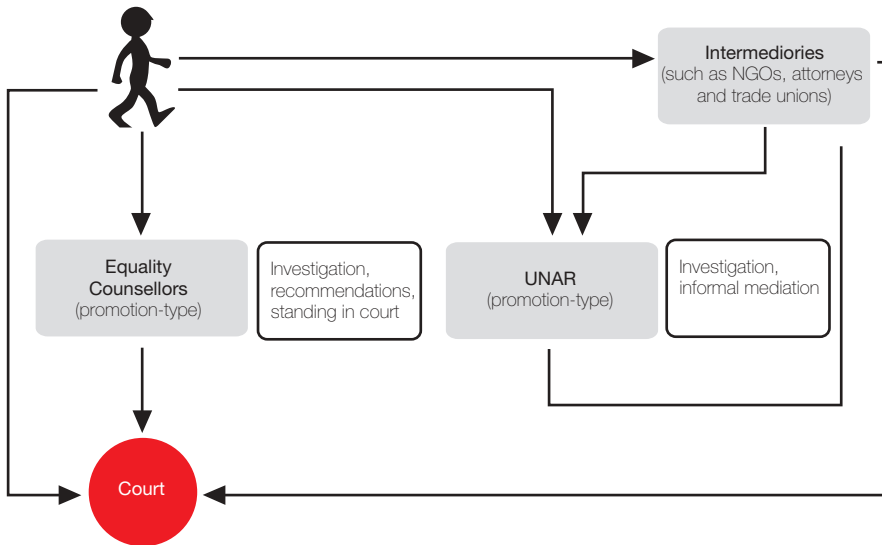 Intermediories
(such as NGOs, attorneys
and trade unions)
Equality
Counsellors
(promotion-type)
Investigation,
recommendations,
standing in court
UNAR
(promotion-type)
Investigation,
informal mediation
Court